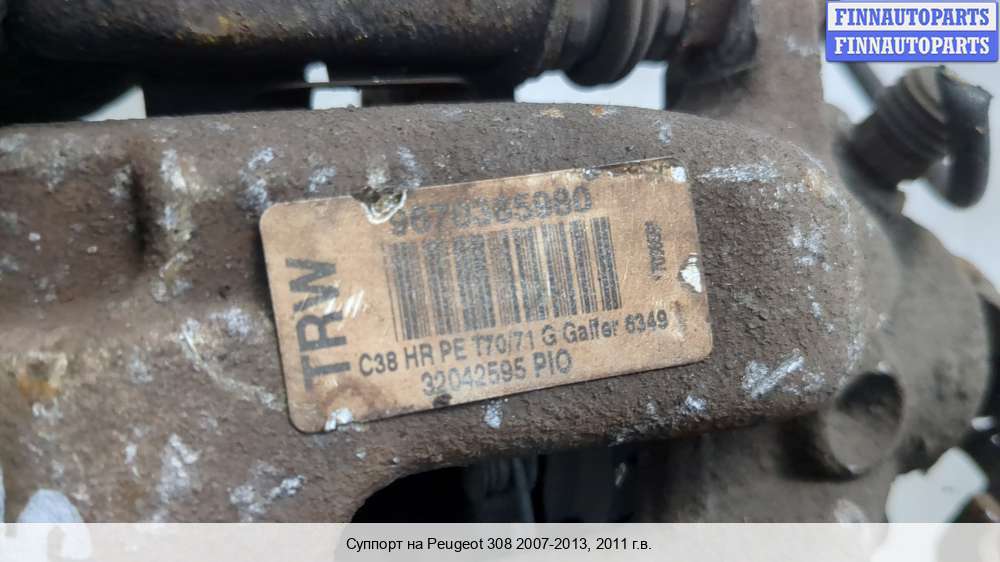 FINNAUTOPARTS
FINNAUTOPARTS
9670385980
TRW
C38 HR PE T70/71 G Galfer 6349
32042595 PIO
Суппорт на Peugeot 308 2007-2013, 2011 г.в.